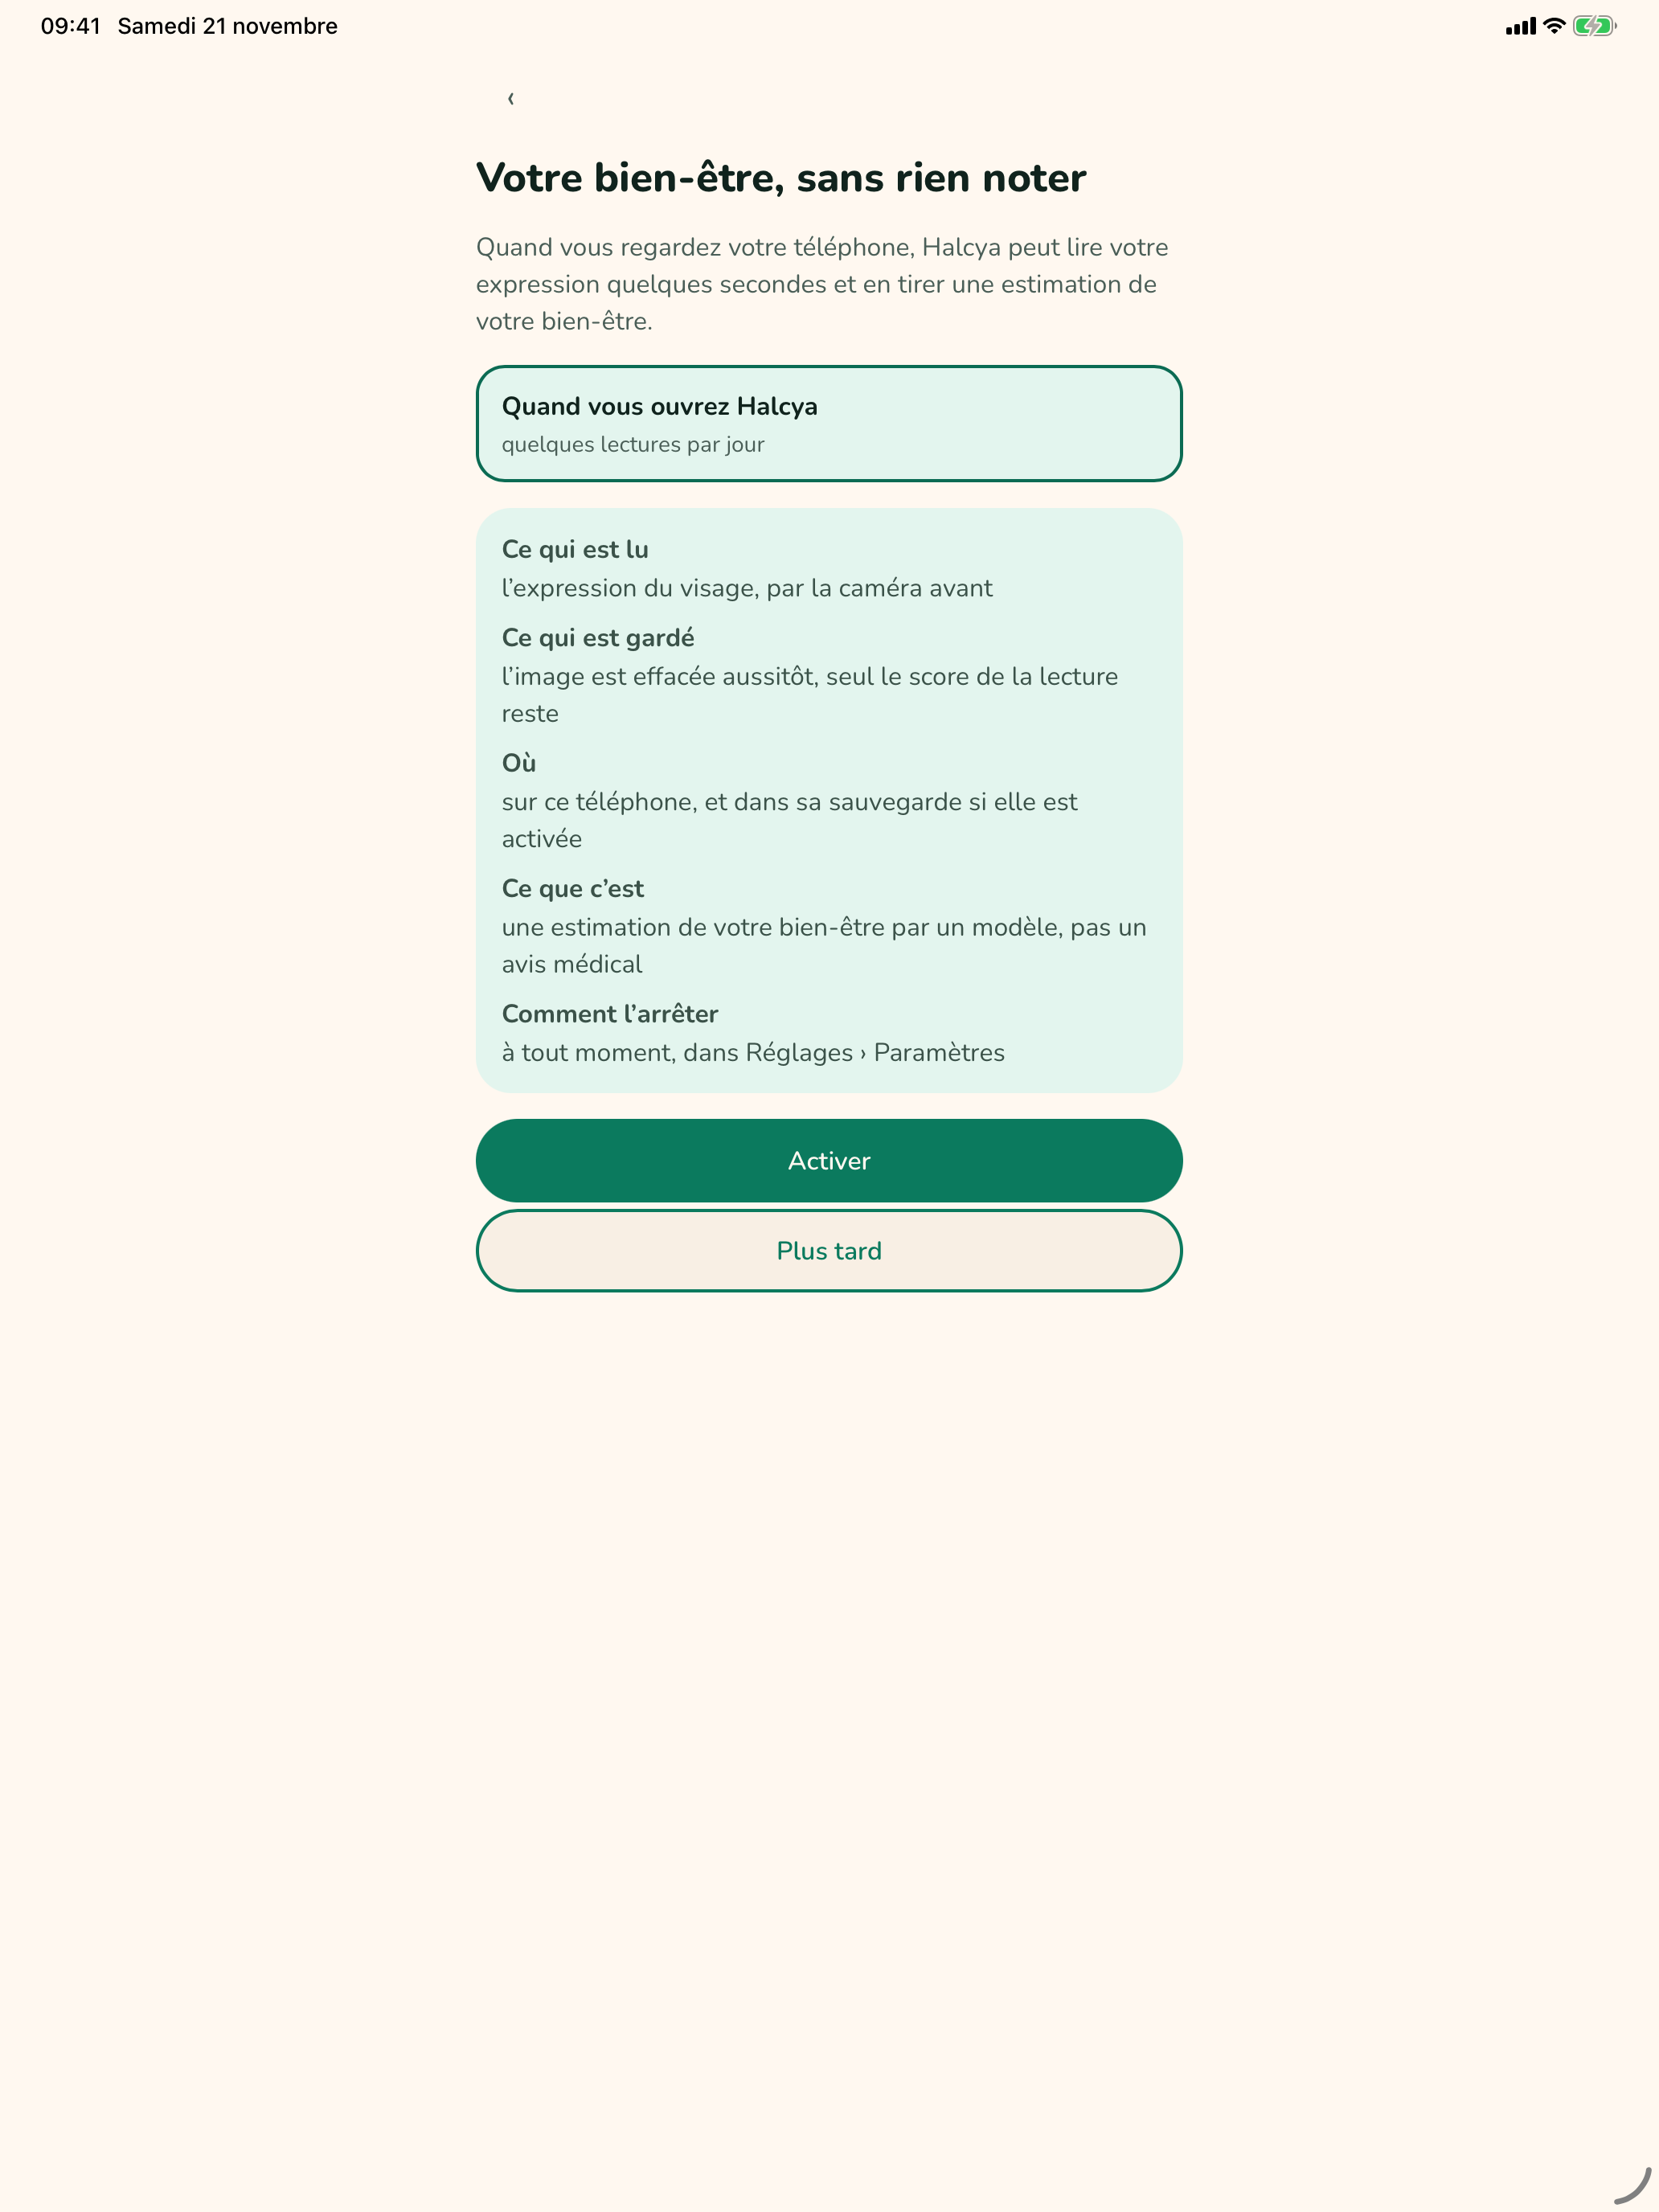 09:41 Samedi 21 novembre
‹
Votre bien-être, sans rien noter
Quand vous regardez votre téléphone, Halcya peut lire votre
expression quelques secondes et en tirer une estimation de
votre bien-être.
Quand vous ouvrez Halcya
quelques lectures par jour
Ce qui est lu
l’expression du visage, par la caméra avant
Ce qui est gardé
l’image est effacée aussitôt, seul le score de la lecture
reste
Où
sur ce téléphone, et dans sa sauvegarde si elle est
activée
Ce que c’est
une estimation de votre bien-être par un modèle, pas un
avis médical
Comment l’arrêter
à tout moment, dans Réglages › Paramètres
Activer
Plus tard